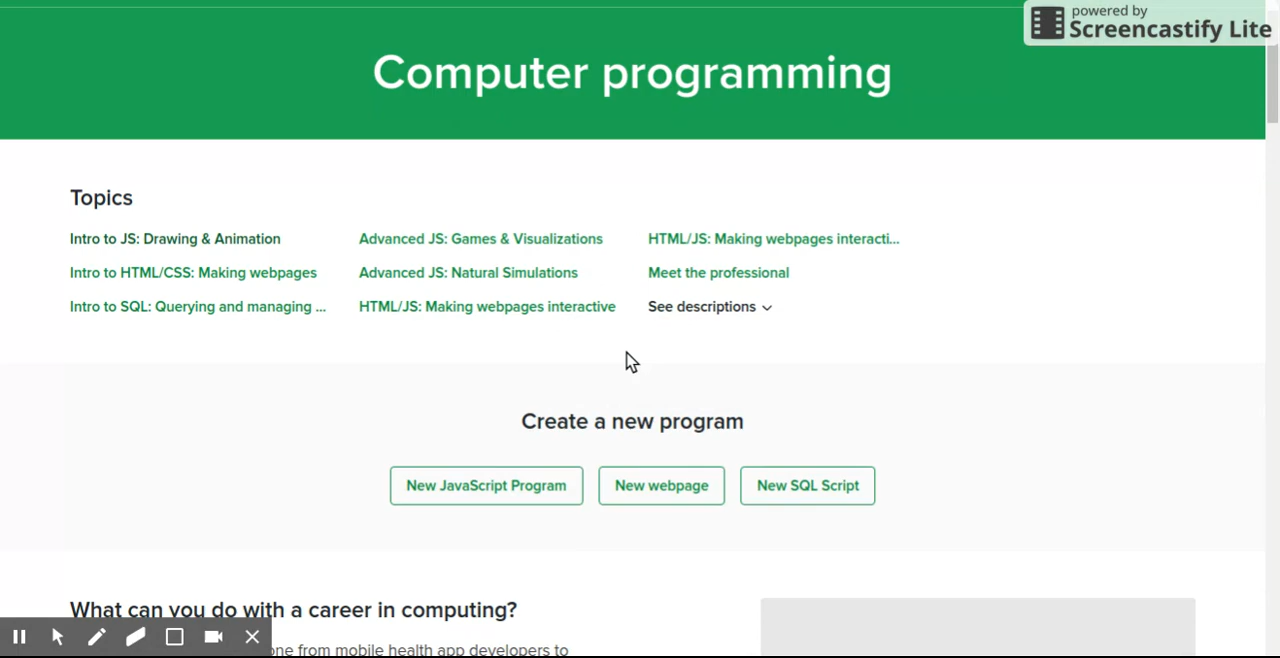 powered by
Screencastify Lite
Computer programming
Topics
Intro to JS: Drawing & Animation
Advanced JS: Games & Visualizations
HTML/JS: Making webpages interacti...
Intro to HTML/CSS: Making webpages
Advanced JS: Natural Simulations
Meet the professional
Intro to SQL: Querying and managing ...
HTML/JS: Making webpages interactive
See descriptions
Create a new program
New JavaScript Program
New webpage
New SQL Script
What can you do with a career in computing?
one from mobile health app developers to